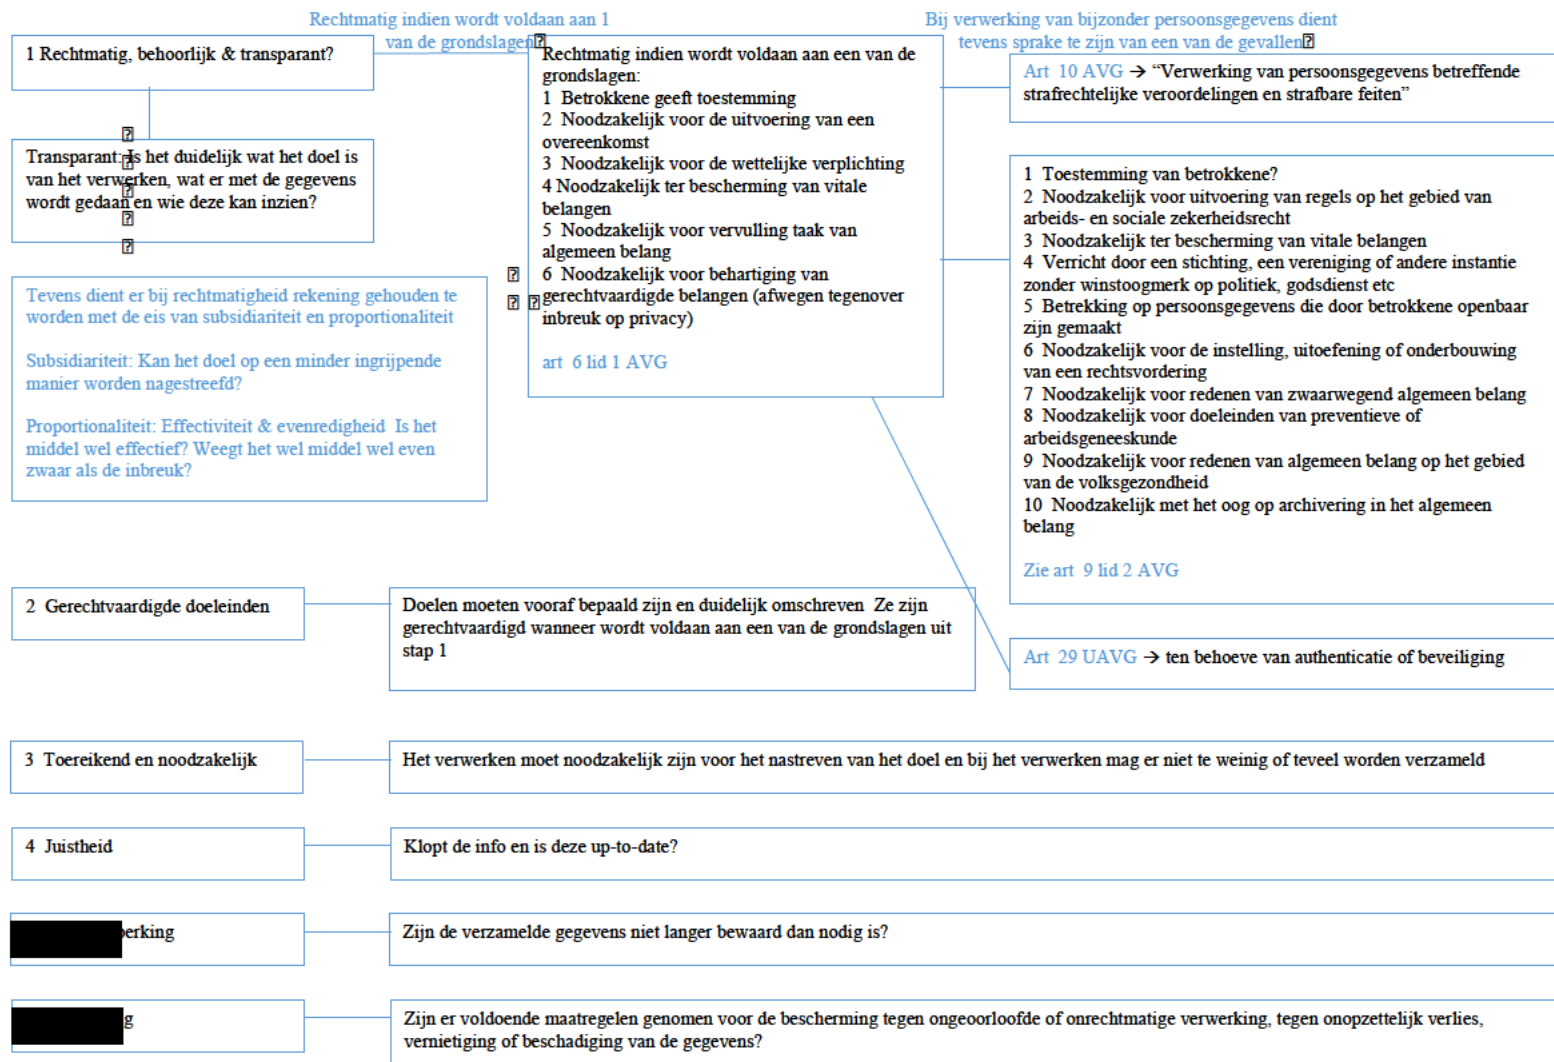 Rechtmatig indien wordt voldaan aan 1
van de grondslagen
Bij verwerking van bijzonder persoonsgegevens dient
tevens sprake te zijn van een van de gevallen
1 Rechtmatig, behoorlijk & transparant?
Transparant: Is het duidelijk wat het doel is
van het verwerken, wat er met de gegevens
wordt gedaan en wie deze kan inzien?
Tevens dient er bij rechtmatigheid rekening gehouden te
worden met de eis van subsidiariteit en proportionaliteit
Subsidiariteit: Kan het doel op een minder ingrijpende
manier worden nagestreefd?
Proportionaliteit: Effectiviteit & evenredigheid Is het
middel wel effectief? Weegt het wel middel wel even
zwaar als de inbreuk?
Rechtmatig indien wordt voldaan aan een van de
grondslagen:
1 Betrokkene geeft toestemming
2 Noodzakelijk voor de uitvoering van een
overeenkomst
3 Noodzakelijk voor de wettelijke verplichting
4 Noodzakelijk ter bescherming van vitale
belangen
5 Noodzakelijk voor vervulling taak van
algemeen belang
6 Noodzakelijk voor behartiging van
gerechtvaardigde belangen (afwegen tegenover
inbreuk op privacy)
art 6 lid 1 AVG
Art 10 AVG → “Verwerking van persoonsgegevens betreffende
strafrechtelijke veroordelingen en strafbare feiten”
1 Toestemming van betrokkene?
2 Noodzakelijk voor uitvoering van regels op het gebied van
arbeids- en sociale zekerheidsrecht
3 Noodzakelijk ter bescherming van vitale belangen
4 Verricht door een stichting, een vereniging of andere instantie
zonder winstoogmerk op politiek, godsdienst etc
5 Betrekking op persoonsgegevens die door betrokkene openbaar
zijn gemaakt
6 Noodzakelijk voor de instelling, uitoefening of onderbouwing
van een rechtsvordering
7 Noodzakelijk voor redenen van zwaarwegend algemeen belang
8 Noodzakelijk voor doeleinden van preventieve of
arbeidsgeneeskunde
9 Noodzakelijk voor redenen van algemeen belang op het gebied
van de volksgezondheid
10 Noodzakelijk met het oog op archivering in het algemeen
belang
Zie art 9 lid 2 AVG
Art 29 UAVG → ten behoeve van authenticatie of beveiliging
2 Gerechtvaardigde doeleinden
Doelen moeten vooraf bepaald zijn en duidelijk omschreven Ze zijn
gerechtvaardigd wanneer wordt voldaan aan een van de grondslagen uit
stap 1
3 Toereikend en noodzakelijk
Het verwerken moet noodzakelijk zijn voor het nastreven van het doel en bij het verwerken mag er niet te weinig of teveel worden verzameld
4 Juistheid
Klopt de info en is deze up-to-date?
perking
Zijn de verzamelde gegevens niet langer bewaard dan nodig is?
g
Zijn er voldoende maatregelen genomen voor de bescherming tegen ongeoorloofde of onrechtmatige verwerking, tegen onopzettelijk verlies,
vernietiging of beschadiging van de gegevens?